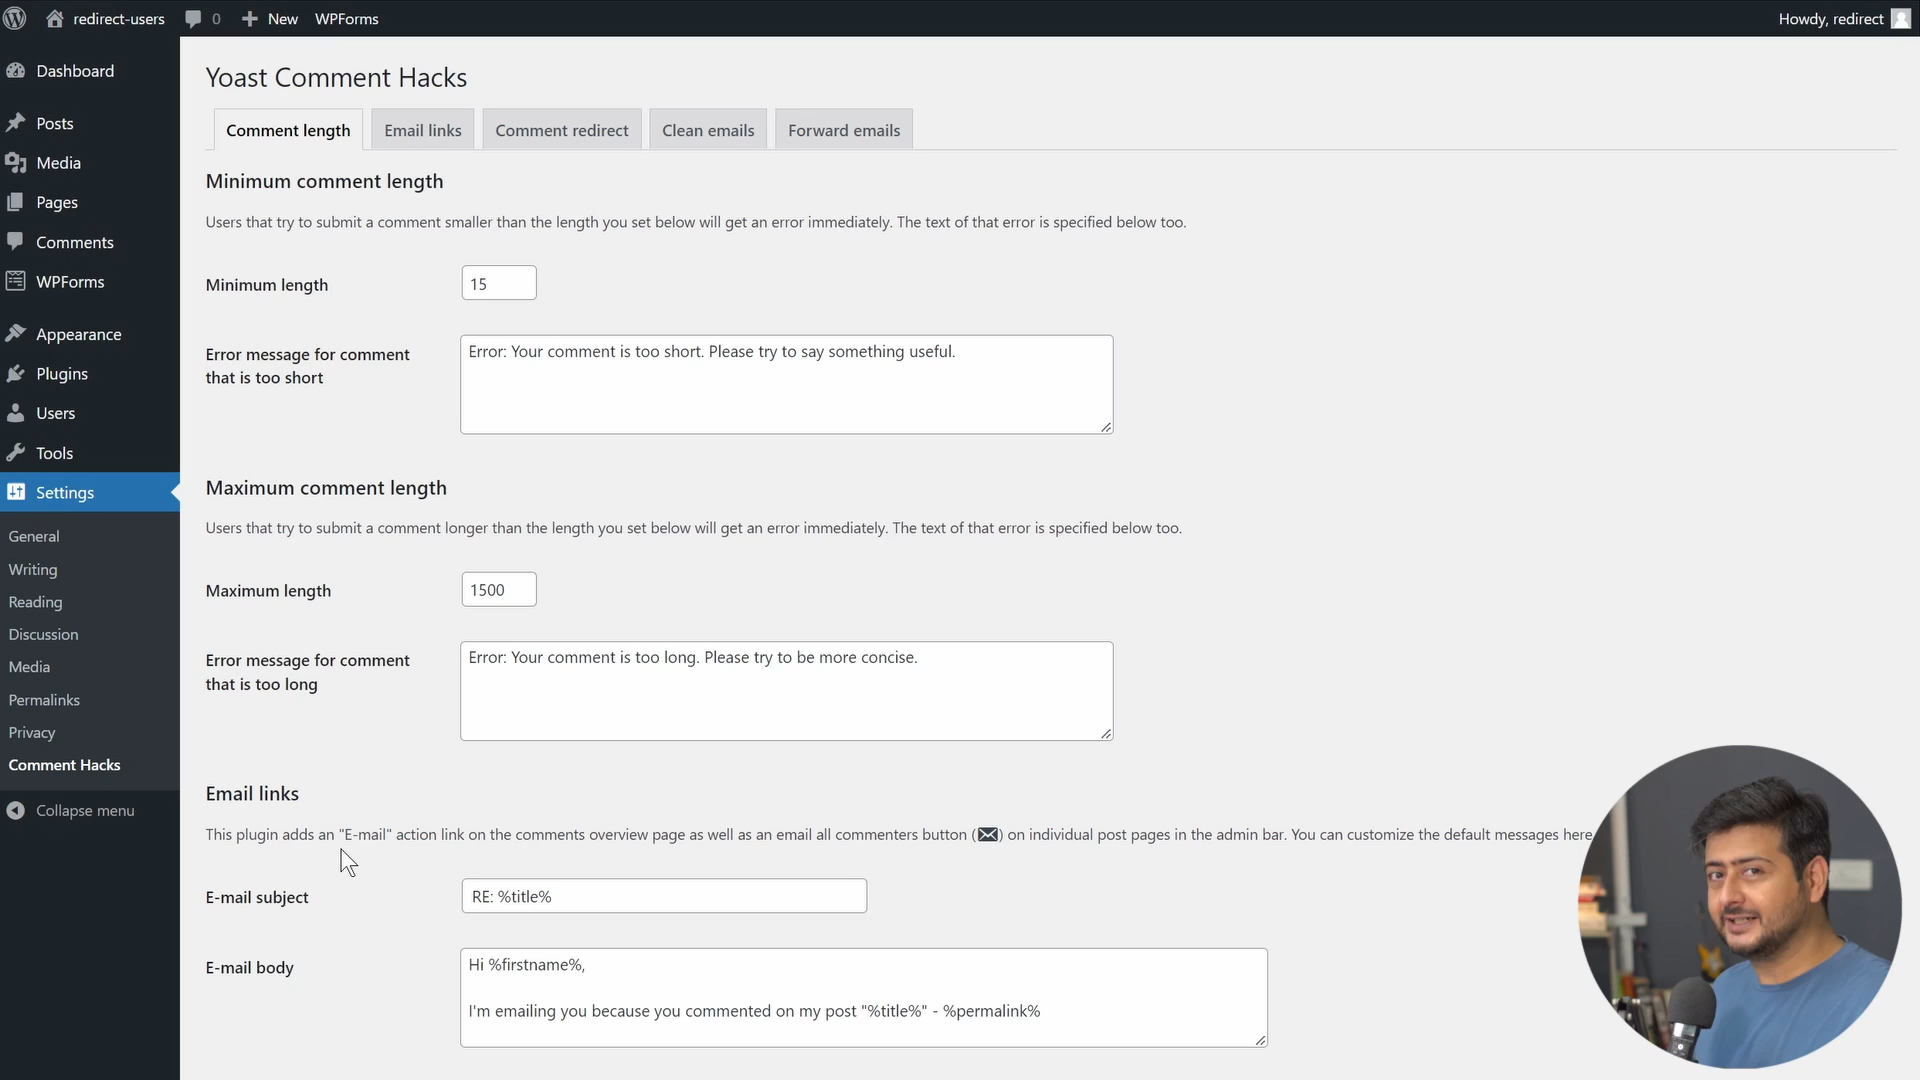 redirect-users 0 New WPForms Howdy, redirect
Dashboard
Posts
Media
Pages
Comments
WPForms
Appearance
Plugins
Users
Tools
Settings
General
Writing
Reading
Discussion
Media
Permalinks
Privacy
Comment Hacks
Collapse menu
Yoast Comment Hacks
Comment length Email links Comment redirect Clean emails Forward emails
Minimum comment length
Users that try to submit a comment smaller than the length you set below will get an error immediately. The text of that error is specified below too.
Minimum length 15
Error message for comment
that is too short
Error: Your comment is too short. Please try to say something useful.
Maximum comment length
Users that try to submit a comment longer than the length you set below will get an error immediately. The text of that error is specified below too.
Maximum length 1500
Error message for comment
that is too long
Error: Your comment is too long. Please try to be more concise.
Email links
This plugin adds an "E-mail" action link on the comments overview page as well as an email all commenters button () on individual post pages in the admin bar. You can customize the default messages here
E-mail subject RE: %title%
E-mail body
Hi %firstname%,
I'm emailing you because you commented on my post "%title%" - %permalink%